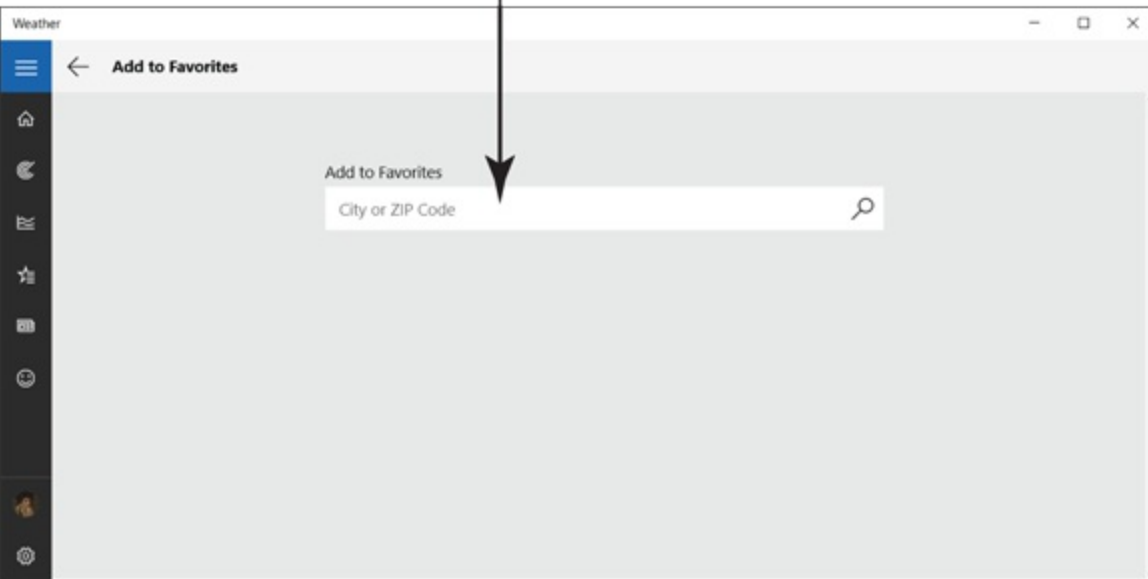 Weather
Add to Favorites
Add to Favorites
City or ZIP Code